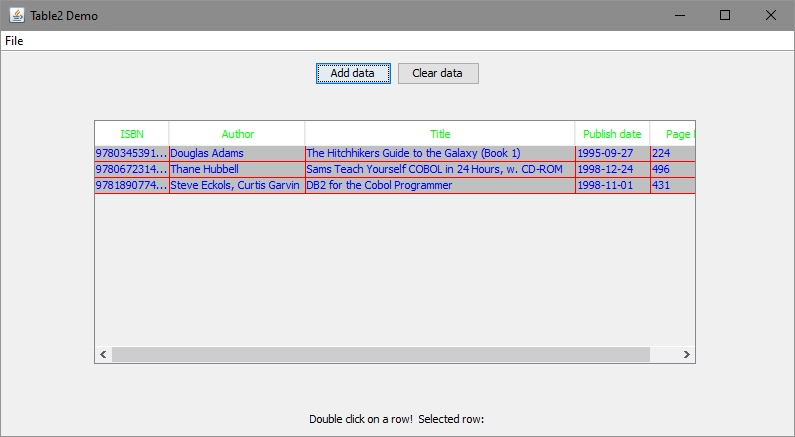 Table2 Demo
File
Add data Clear data
ISBN Author Title Publish date Page
9780345391... Douglas Adams The Hitchhikers Guide to the Galaxy (Book 1) 1995-09-27 224
9780672314... Thane Hubbell Sams Teach Yourself COBOL in 24 Hours, w. CD-ROM 1998-12-24 496
9781890774... Steve Eckols, Curtis Garvin DB2 for the Cobol Programmer 1998-11-01 431
Double click on a row! Selected row: